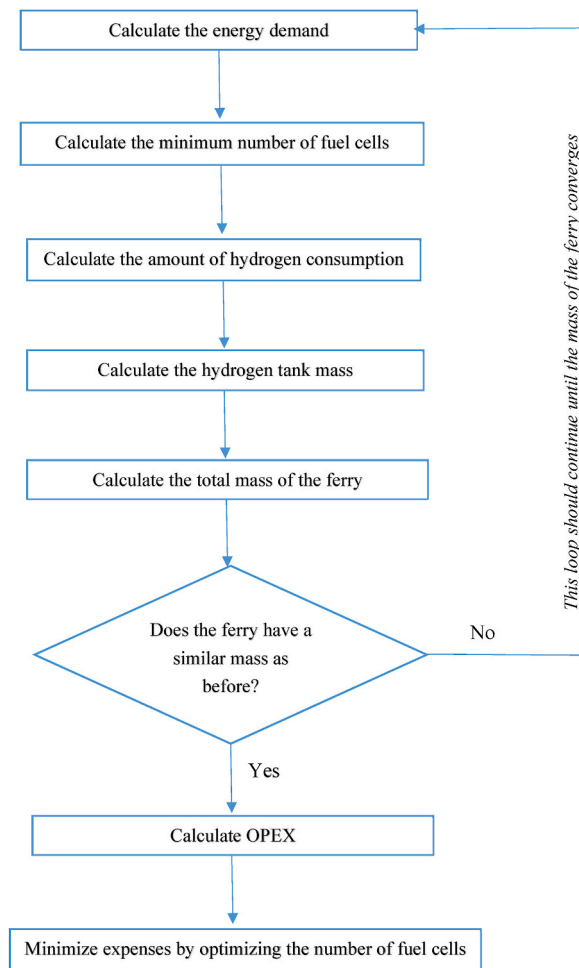 Calculate the energy demand
Calculate the minimum number of fuel cells
Calculate the amount of hydrogen consumption
Calculate the hydrogen tank mass
Calculate the total mass of the ferry
Does the ferry have a
similar mass as
before?
No
This loop should continue until the mass of the ferry converges
Yes
Calculate OPEX
Minimize expenses by optimizing the number of fuel cells